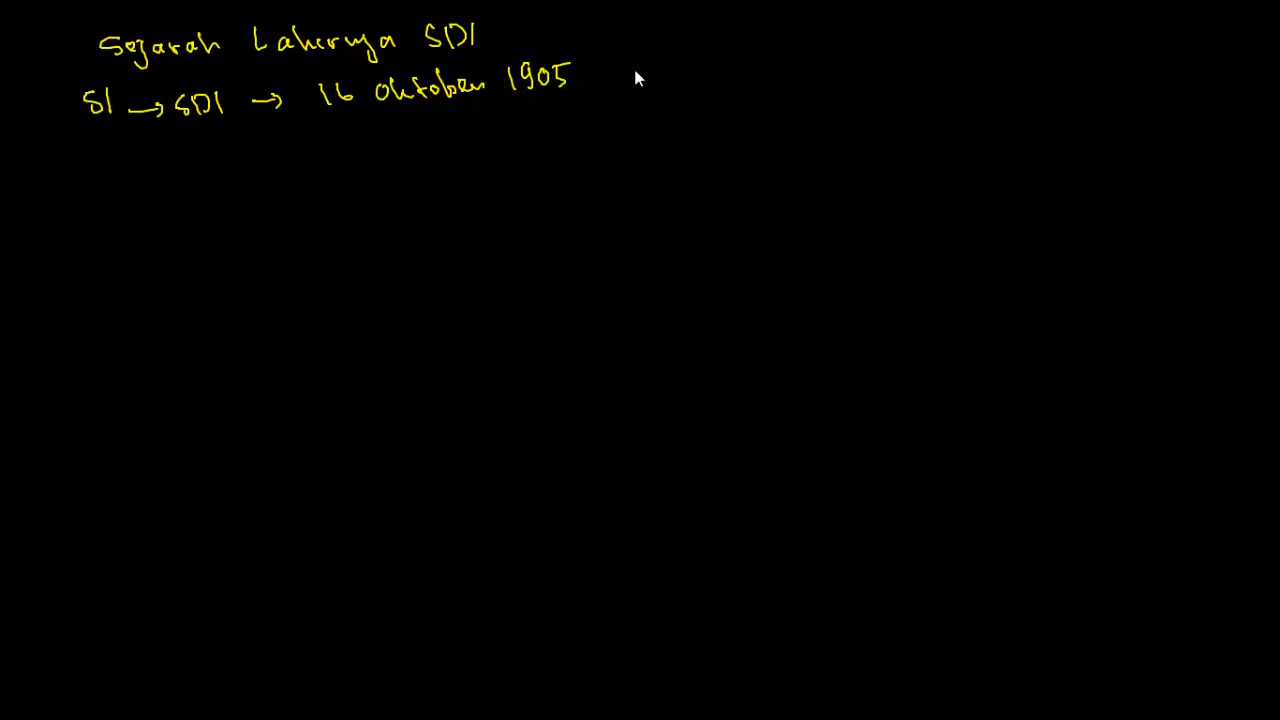 Sejarah Lahirnya SDI
SI → SDI → 16 Oktober 1905